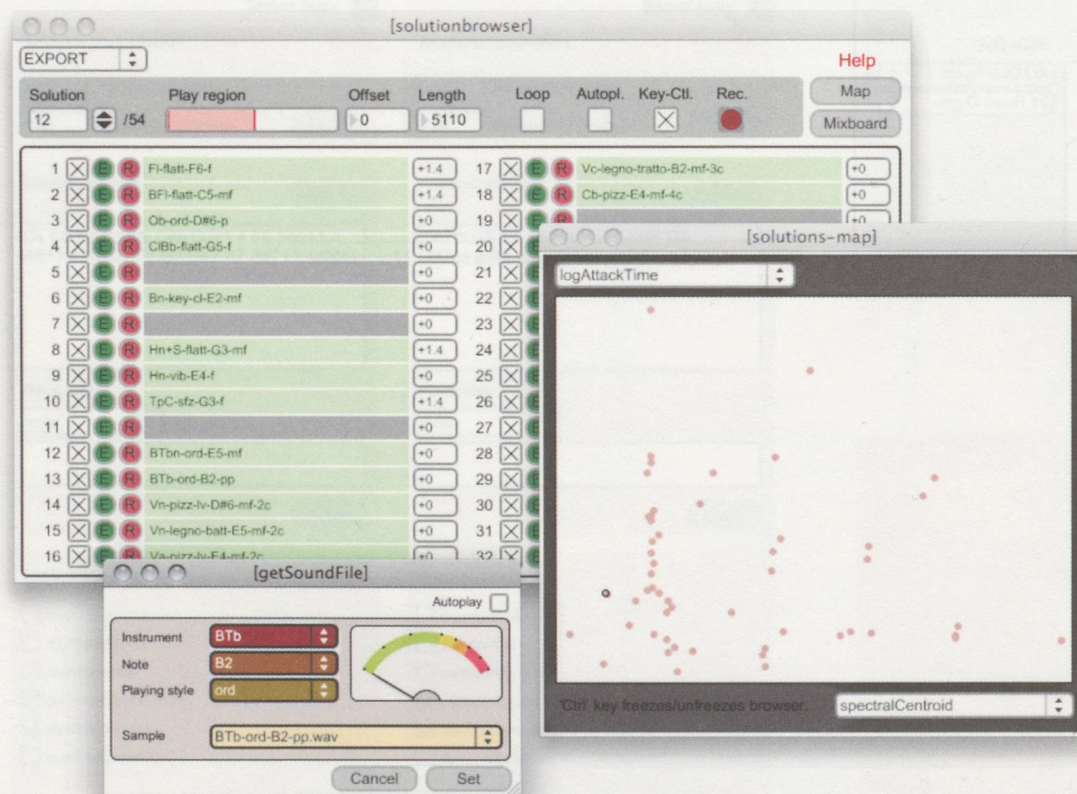 [solutionbrowser]
EXPORT
Help
Solution Play region Offset Length Loop Autopl. Key-Ctl. Rec. Map
12 /54 0 5110 Mixboard
1 E R Fl-flatt-F6-f +1.4
2 E R BFl-flatt-C5-mf +1.4
3 E R Ob-ord-D#6-p +0
4 E R ClBb-flatt-G5-f +0
5 E R +0
6 E R Bn-key-cl-E2-mf +0
7 E R +0
8 E R Hn+S-flatt-G3-mf +1.4
9 E R Hn-vib-E4-f +0
10 E R TpC-sfz-G3-f +1.4
11 E R +0
12 E R BTbn-ord-E5-mf +0
13 E R BTb-ord-B2-pp +0
14 E R Vn-pizz-lv-D#6-mf-2c +0
15 E R Vn-legno-batt-E5-mf-2c +0
16 E R Va-pizz-lv-E4-mf-2c +0
17 E R Vc-legno-tratto-B2-mf-3c +0
18 E R Cb-pizz-E4-mf-4c +0
19 E R +0
20
21
22
23
24
25
26
27
28
29
30
31
32
[solutions-map]
logAttackTime
'Ctrl' key freezes/unfreezes browser. spectralCentroid
[getSoundFile]
Autoplay
Instrument BTb
Note B2
Playing style ord
Sample BTb-ord-B2-pp.wav
Cancel Set